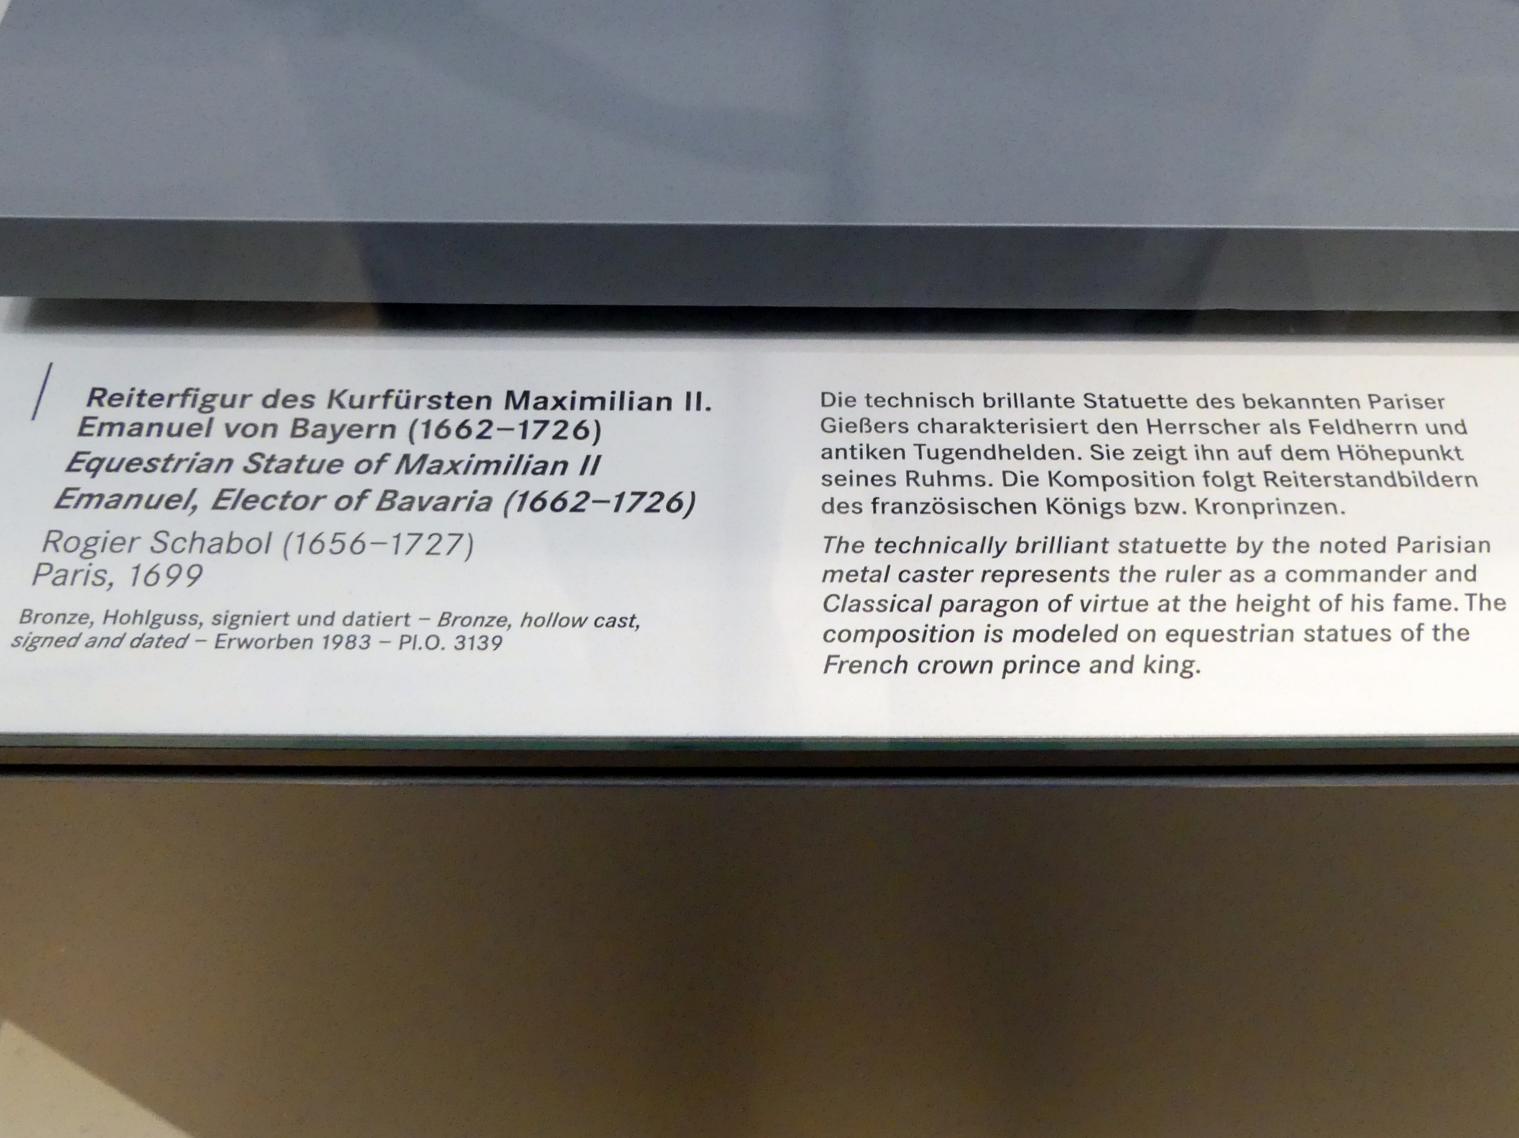 Reiterfigur des Kurfürsten Maximilian II.
Emanuel von Bayern (1662–1726)
Equestrian Statue of Maximilian II
Emanuel, Elector of Bavaria (1662–1726)
Rogier Schabol (1656–1727)
Paris, 1699
Bronze, Hohlguss, signiert und datiert – Bronze, hollow cast,
signed and dated – Erworben 1983 – Pl.O. 3139
Die technisch brillante Statuette des bekannten Pariser
Gießers charakterisiert den Herrscher als Feldherrn und
antiken Tugendhelden. Sie zeigt ihn auf dem Höhepunkt
seines Ruhms. Die Komposition folgt Reiterstandbildern
des französischen Königs bzw. Kronprinzen.
The technically brilliant statuette by the noted Parisian
metal caster represents the ruler as a commander and
Classical paragon of virtue at the height of his fame. The
composition is modeled on equestrian statues of the
French crown prince and king.